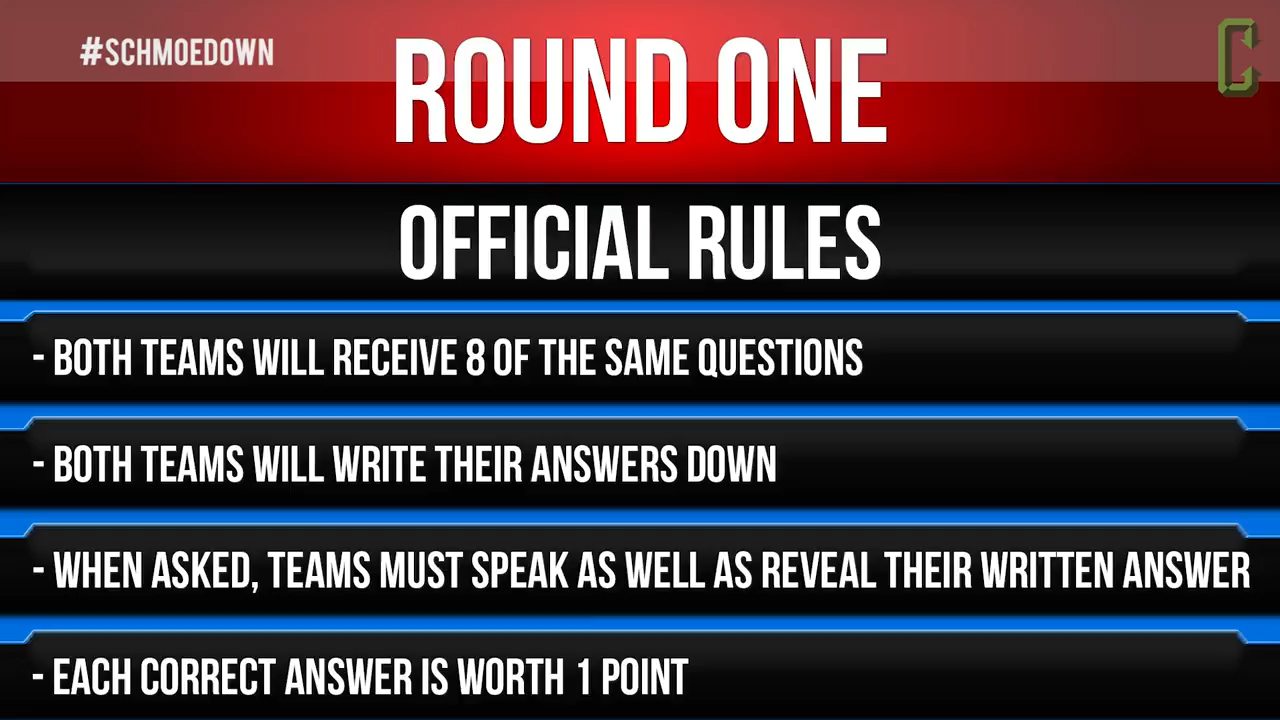 #SCHMOEDOWN
ROUND ONE
OFFICIAL RULES
- BOTH TEAMS WILL RECEIVE 8 OF THE SAME QUESTIONS
- BOTH TEAMS WILL WRITE THEIR ANSWERS DOWN
- WHEN ASKED, TEAMS MUST SPEAK AS WELL AS REVEAL THEIR WRITTEN ANSWER
- EACH CORRECT ANSWER IS WORTH 1 POINT